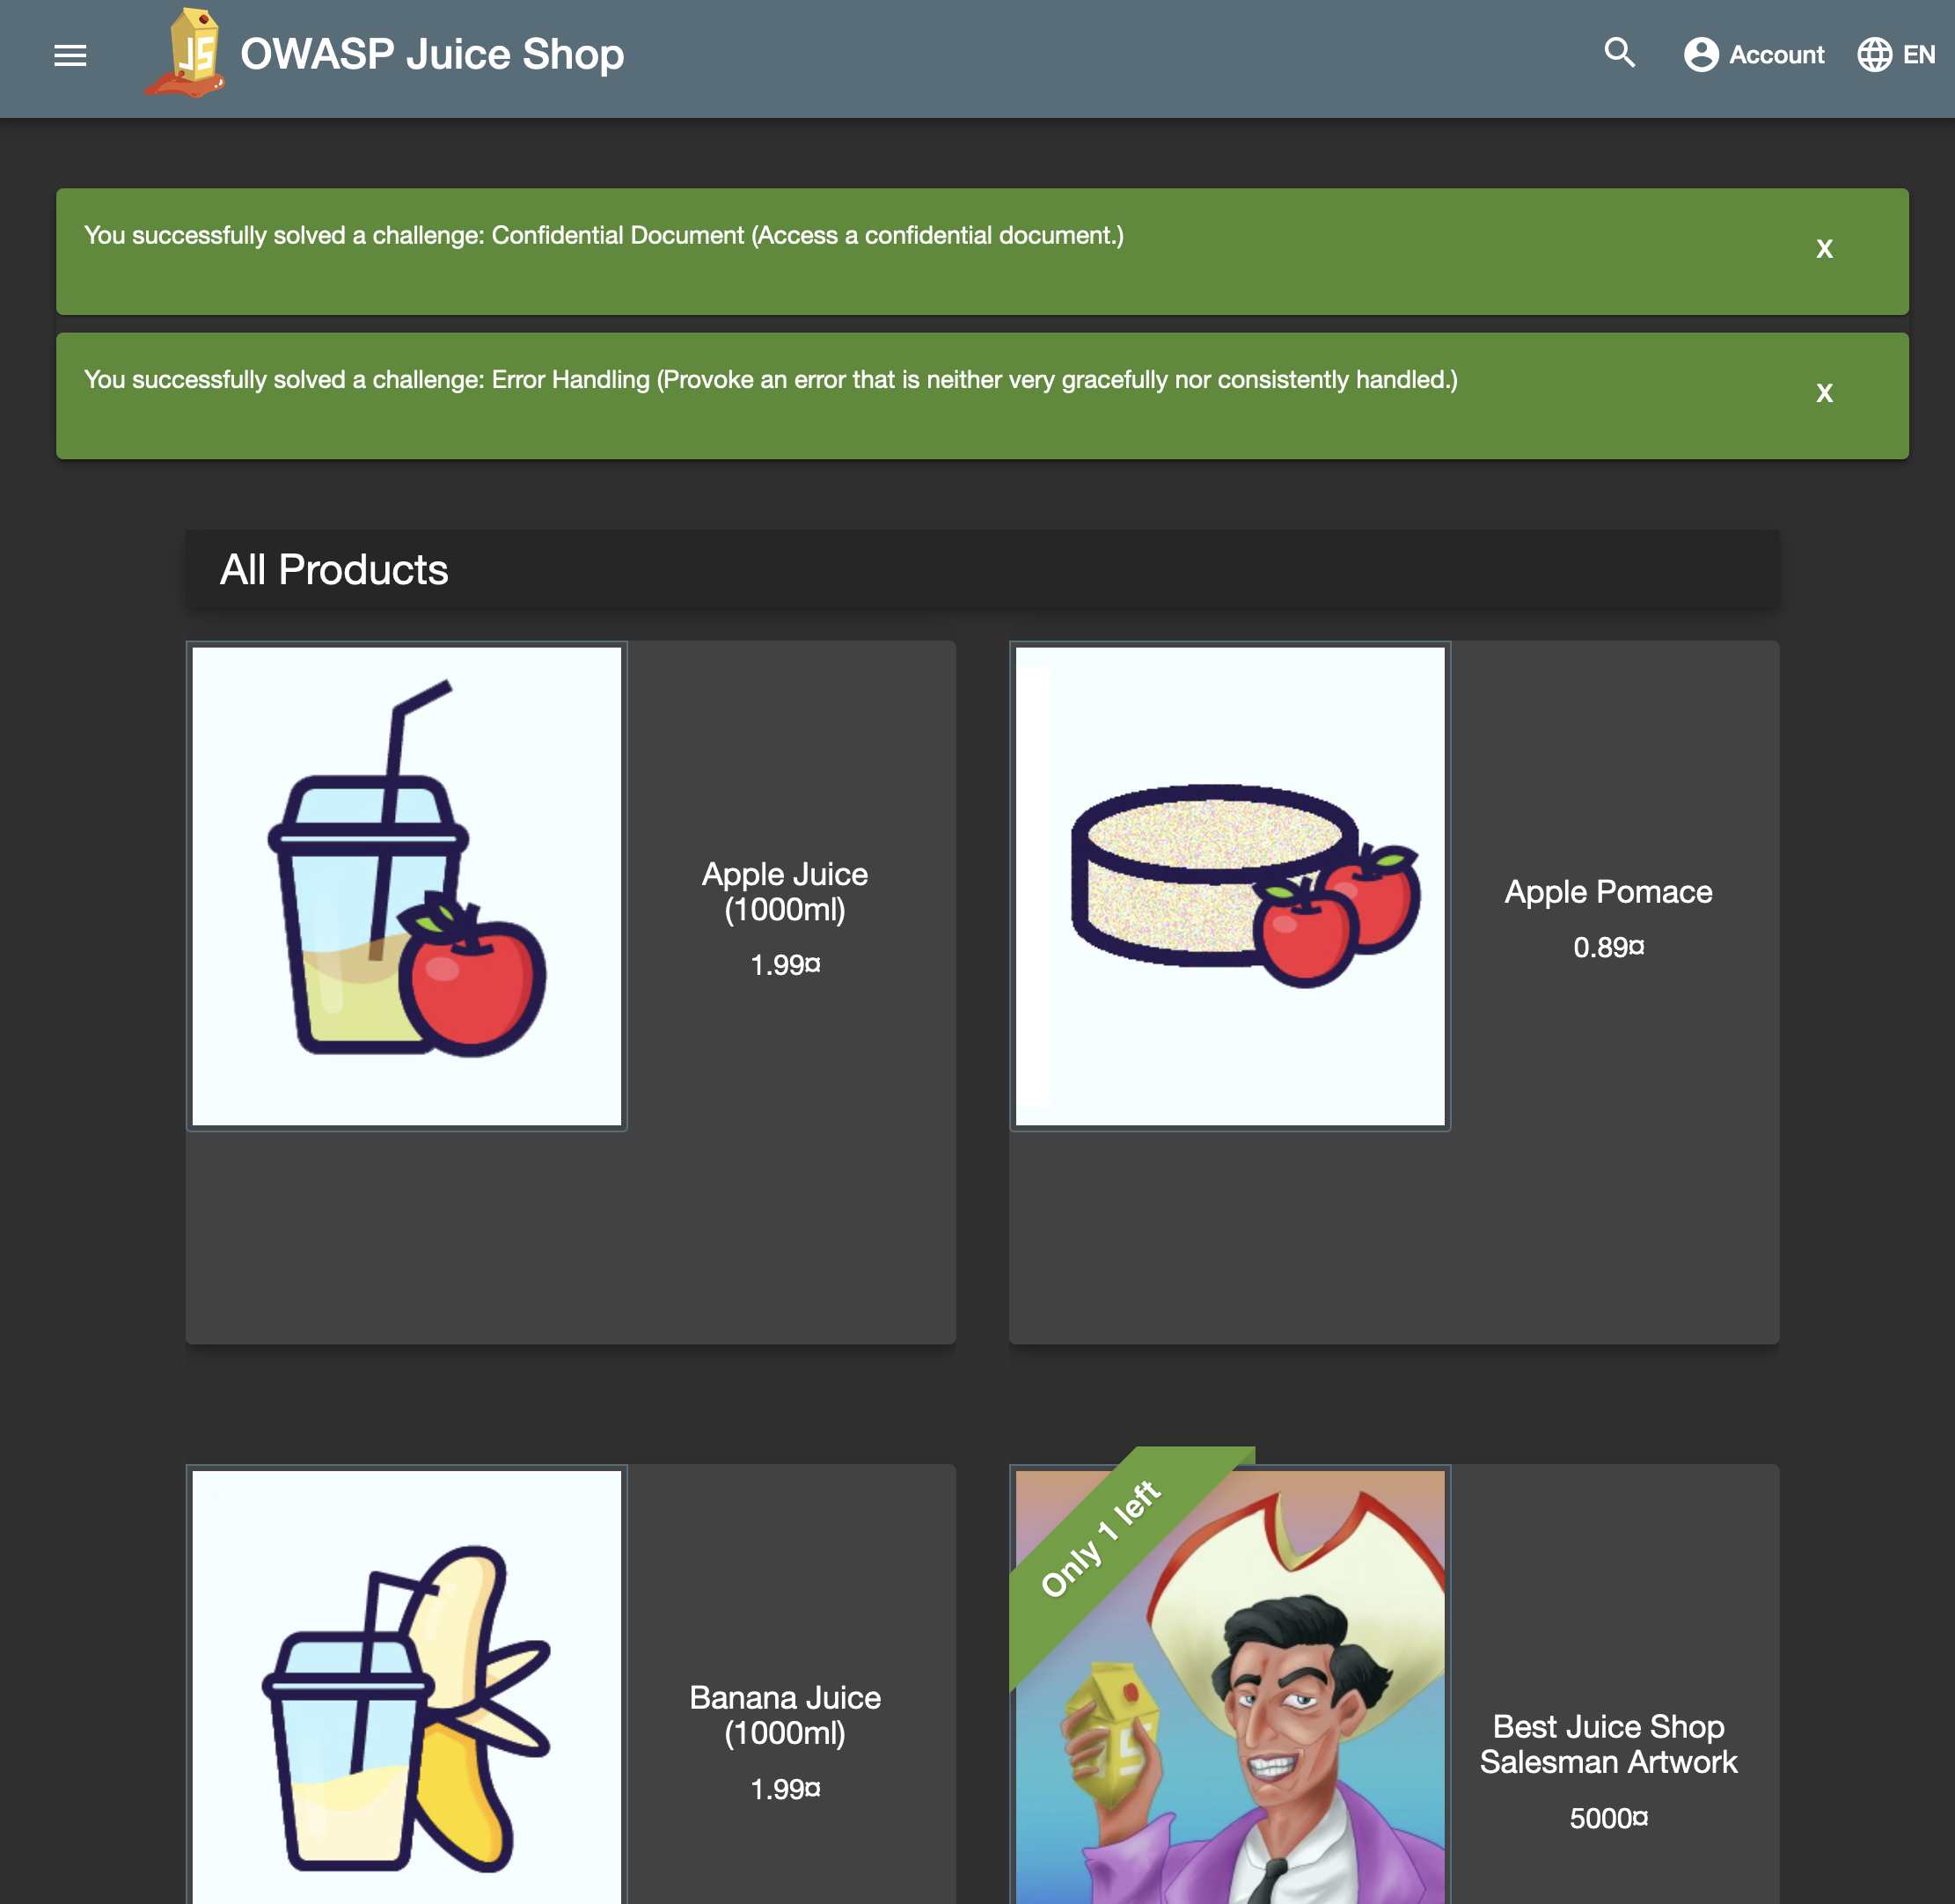 OWASP Juice Shop
Account
EN
You successfully solved a challenge: Confidential Document (Access a confidential document.)
X
You successfully solved a challenge: Error Handling (Provoke an error that is neither very gracefully nor consistently handled.)
X
All Products
Apple Juice
(1000ml)
1.99¤
Apple Pomace
0.89¤
Banana Juice
(1000ml)
1.99¤
Only 1 left
Best Juice Shop
Salesman Artwork
5000¤
JS
JS